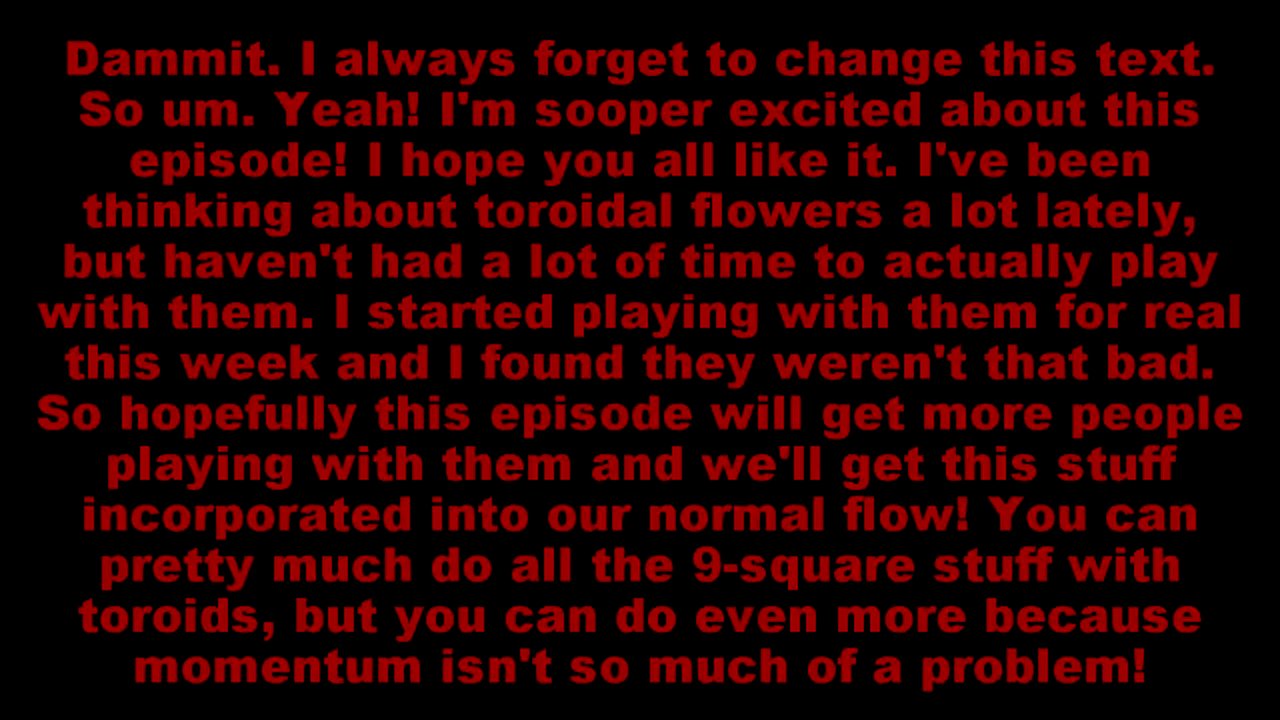 Dammit. I always forget to change this text.
So um. Yeah! I'm sooper excited about this
episode! I hope you all like it. I've been
thinking about toroidal flowers a lot lately,
but haven't had a lot of time to actually play
with them. I started playing with them for real
this week and I found they weren't that bad.
So hopefully this episode will get more people
playing with them and we'll get this stuff
incorporated into our normal flow! You can
pretty much do all the 9-square stuff with
toroids, but you can do even more because
momentum isn't so much of a problem!